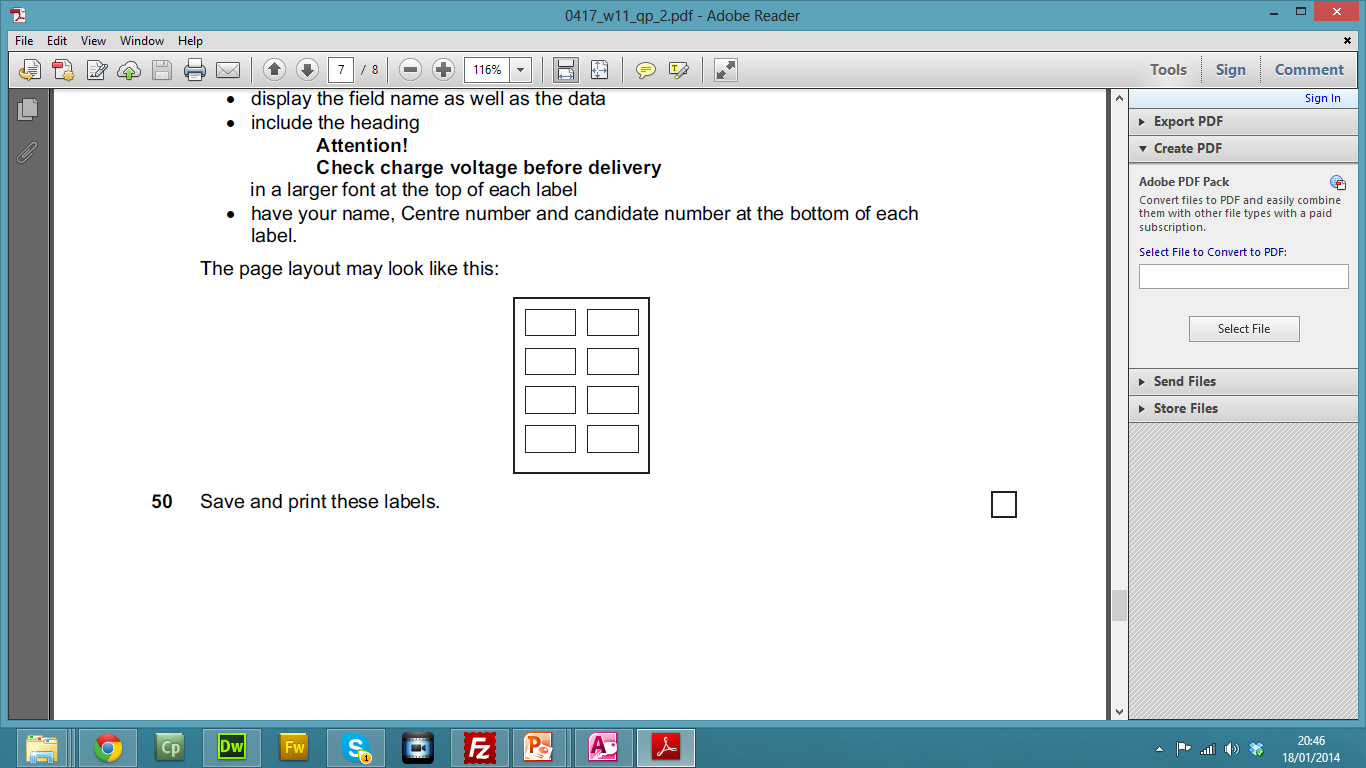 0417_w11_qp_2.pdf - Adobe Reader
File Edit View Window Help
7 / 8 116% Tools Sign Comment
Sign In
Export PDF
Create PDF
Adobe PDF Pack
Convert files to PDF and easily combine
them with other file types with a paid
subscription.
Select File to Convert to PDF:
Select File
Send Files
Store Files
• display the field name as well as the data
• include the heading
Attention!
Check charge voltage before delivery
in a larger font at the top of each label
• have your name, Centre number and candidate number at the bottom of each
label.
The page layout may look like this:
50 Save and print these labels.
Cp Dw Fw S 1 Fz P A
20:46
18/01/2014